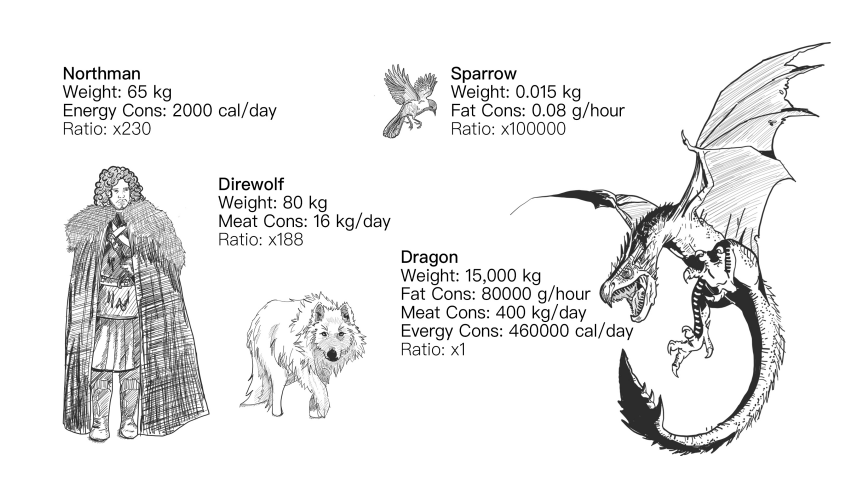 Northman
Weight: 65 kg
Energy Cons: 2000 cal/day
Ratio: x230
Sparrow
Weight: 0.015 kg
Fat Cons: 0.08 g/hour
Ratio: x100000
Direwolf
Weight: 80 kg
Meat Cons: 16 kg/day
Ratio: x188
Dragon
Weight: 15,000 kg
Fat Cons: 80000 g/hour
Meat Cons: 400 kg/day
Evergy Cons: 460000 cal/day
Ratio: x1